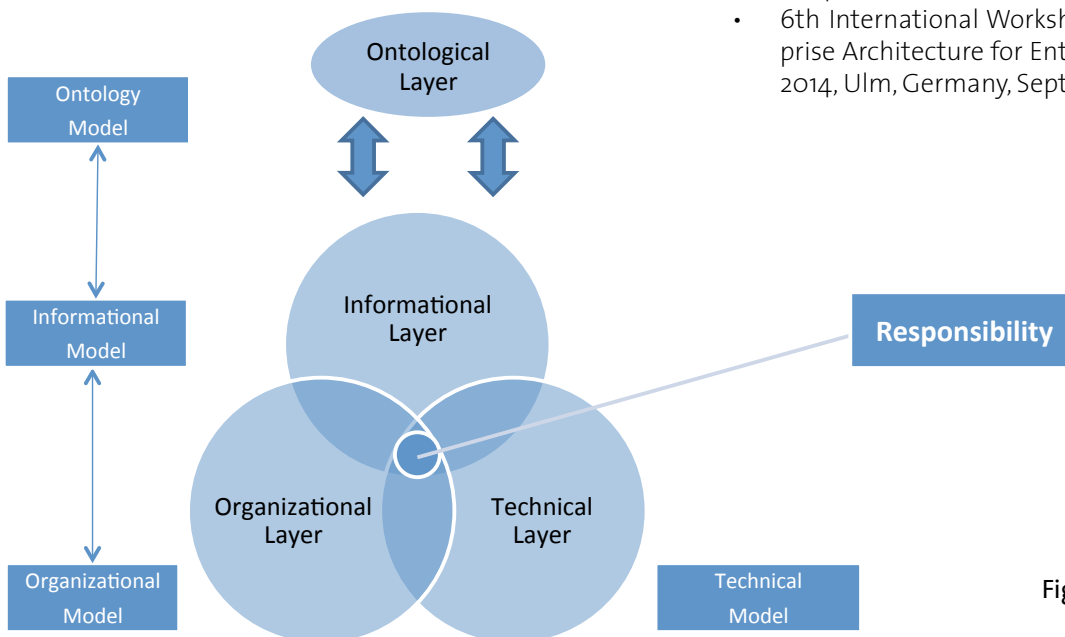 •
6th International Worksh
prise Architecture for Ent
2014, Ulm, Germany, Sept
Ontological
Layer
Ontology
Model
Informational
Layer
Informational
Model
Responsibility
Organizational
Layer
Technical
Layer
Organizational
Model
Technical
Model
Fig